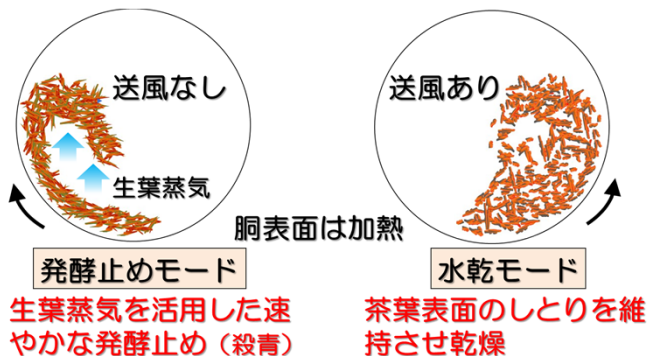 送風なし
送風あり
生葉蒸気
胴表面は加熱
発酵止めモード
水乾モード
生葉蒸気を活用した速
やかな発酵止め（殺青）
茶葉表面のしとりを維
持させ乾燥